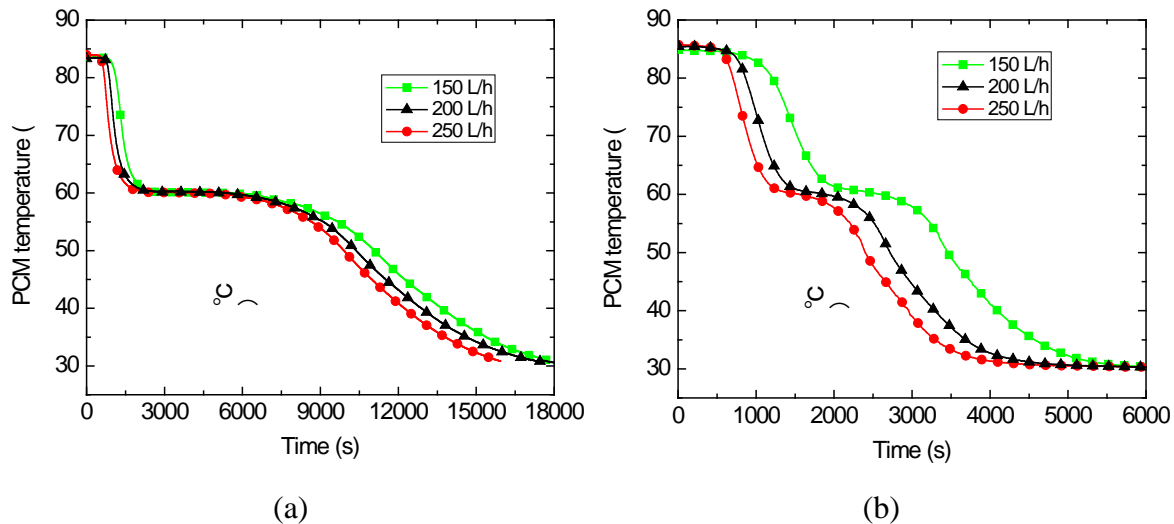 90
80
70
60
50
40
30
PCM temperature (
°C )
150 L/h
200 L/h
250 L/h
0 3000 6000 9000 12000 15000 18000
Time (s)
(a)
90
80
70
60
50
40
30
PCM temperature (
°C )
150 L/h
200 L/h
250 L/h
0 1000 2000 3000 4000 5000 6000
Time (s)
(b)